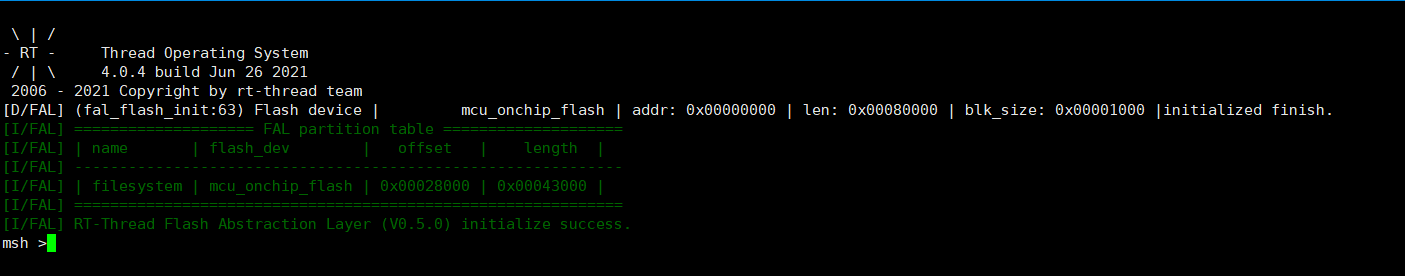 \ | /
- RT -     Thread Operating System
 / | \     4.0.4 build Jun 26 2021
 2006 - 2021 Copyright by rt-thread team
[D/FAL] (fal_flash_init:63) Flash device |         mcu_onchip_flash | addr: 0x00000000 | len: 0x00080000 | blk_size: 0x00001000 |initialized finish.
[I/FAL] ==================== FAL partition table ====================
[I/FAL] | name       | flash_dev        |   offset   |    length  |
[I/FAL] -------------------------------------------------------------
[I/FAL] | filesystem | mcu_onchip_flash | 0x00028000 | 0x00043000 |
[I/FAL] =============================================================
[I/FAL] RT-Thread Flash Abstraction Layer (V0.5.0) initialize success.
msh >